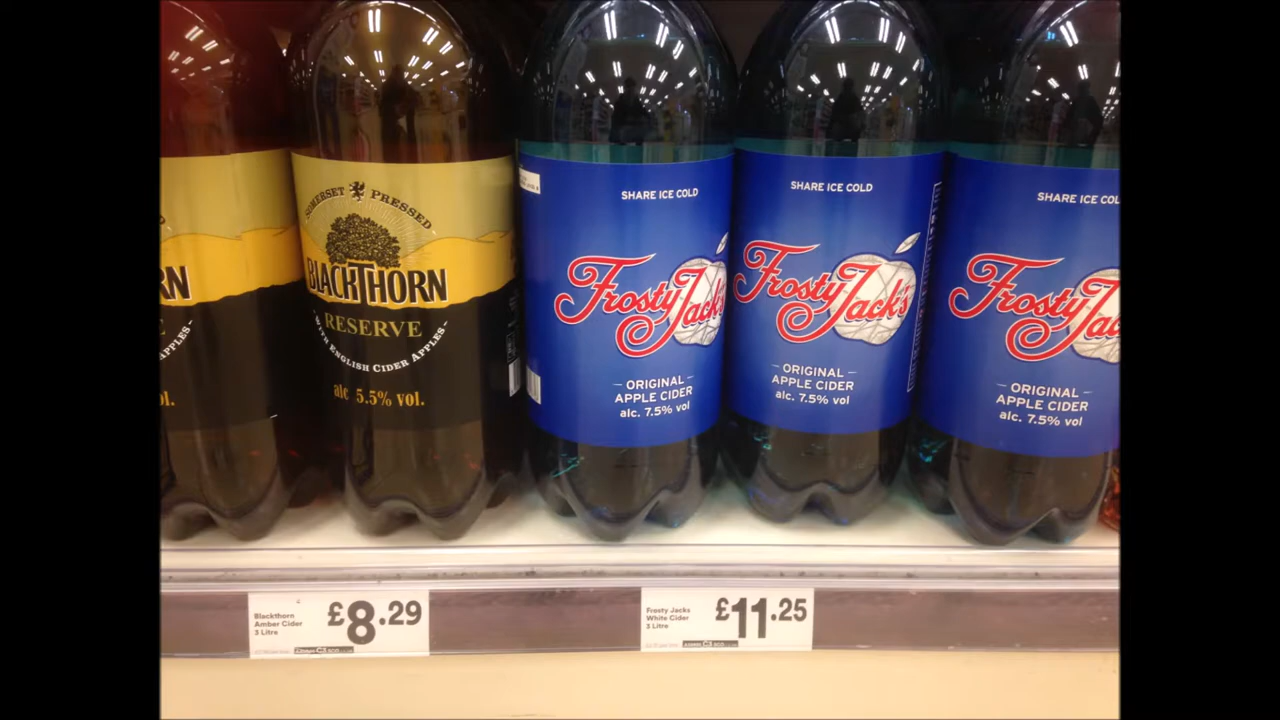 RN
APPLES-
ol.
SOMERSET PRESSED
BLACKTHORN
RESERVE
-WITH ENGLISH CIDER APPLES-
alc 5.5% vol.
SHARE ICE COLD
Frosty Jack's
– ORIGINAL –
APPLE CIDER
alc. 7.5% vol
SHARE ICE COLD
Frosty Jack's
– ORIGINAL –
APPLE CIDER
alc. 7.5% vol
SHARE ICE COL
Frosty Jac
– ORIGINAL –
APPLE CIDER
alc. 7.5% vol
Blackthorn
Amber Cider
3 Litre
£8.29
Frosty Jacks
White Cider
3 Litre
£11.25